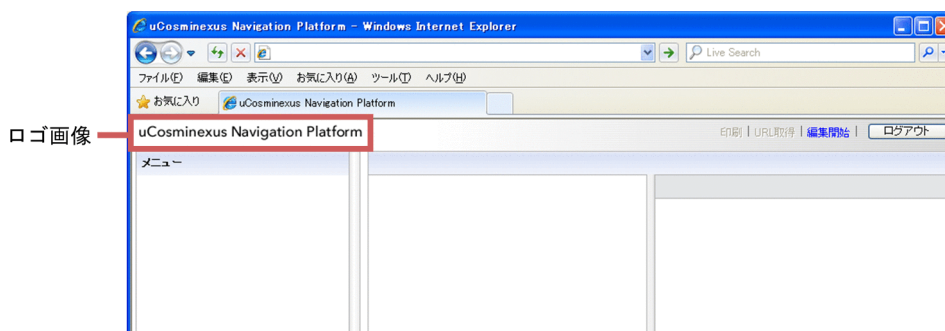 uCosminexus Navigation Platform - Windows Internet Explorer
Live Search
ファイル(F) 編集(E) 表示(V) お気に入り(A) ツール(T) ヘルプ(H)
お気に入り uCosminexus Navigation Platform
ロゴ画像 uCosminexus Navigation Platform 印刷 | URL取得 | 編集開始 | ログアウト
メニュー